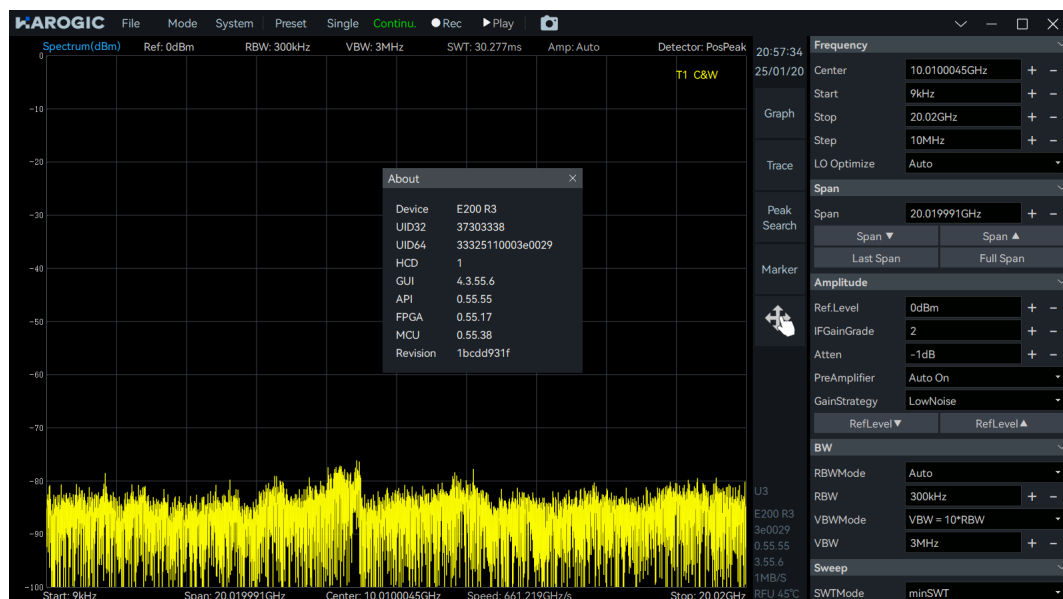 HAROGIC File Mode System Preset Single Continu. Rec Play
Spectrum(dBm) Ref: 0dBm RBW: 300kHz VBW: 3MHz SWT: 30.277ms Amp: Auto Detector: PosPeak
T1 C&W
0
-10
-20
-30
-40
-50
-60
-70
-80
-90
-100
Start: 9kHz Span: 20.019991GHz Center: 10.0100045GHz Speed: 661.219GHz/s Stop: 20.02GHz
About
Device E200 R3
UID32 37303338
UID64 33325110003e0029
HCD 1
GUI 4.3.55.6
API 0.55.55
FPGA 0.55.17
MCU 0.55.38
Revision 1bcdd931f
20:57:34
25/01/20
Graph
Trace
Peak
Search
Marker
U3
E200 R3
3e0029
0.55.55
3.55.6
1MB/S
RFU 45°C
Frequency
Center 10.0100045GHz + -
Start 9kHz + -
Stop 20.02GHz + -
Step 10MHz + -
LO Optimize Auto
Span
Span 20.019991GHz + -
Span ▼ Span ▲
Last Span Full Span
Amplitude
Ref.Level 0dBm + -
IFGainGrade 2 + -
Atten -1dB + -
PreAmplifier Auto On
GainStrategy LowNoise
RefLevel▼ RefLevel▲
BW
RBWMode Auto
RBW 300kHz + -
VBWMode VBW = 10*RBW
VBW 3MHz + -
Sweep
SWTMode minSWT